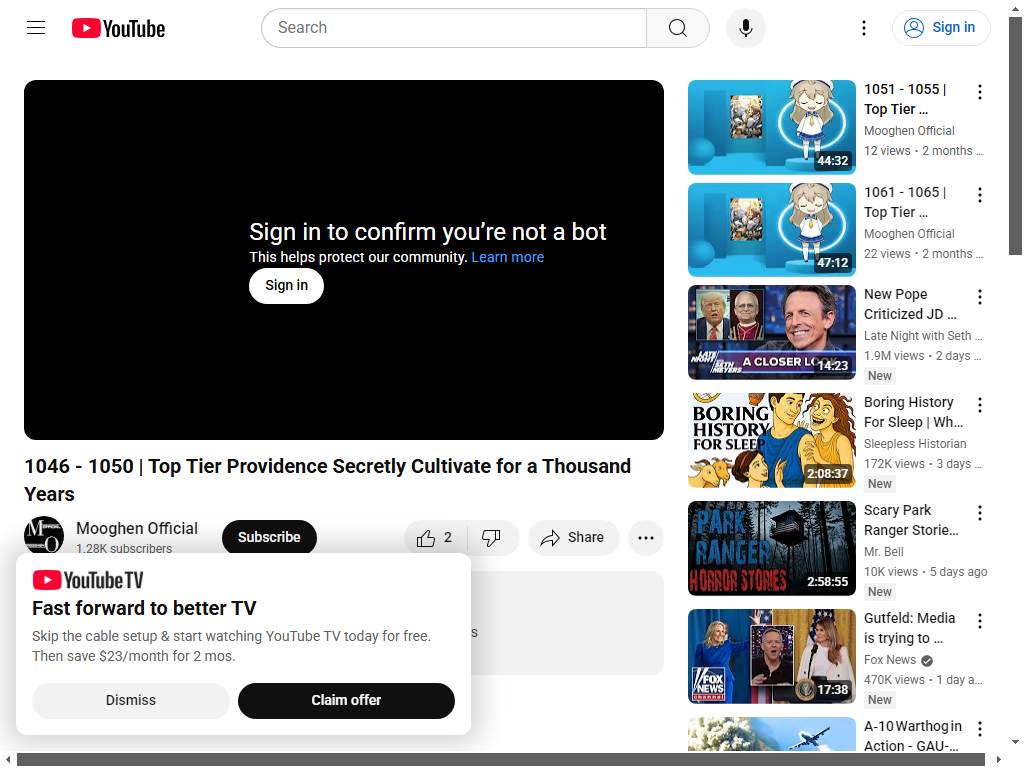 YouTube
Search
Sign in
Sign in to confirm you're not a bot
This helps protect our community. Learn more
Sign in
1046 - 1050 | Top Tier Providence Secretly Cultivate for a Thousand
Years
Mooghen Official
1.28K subscribers
Subscribe
2
Share
YouTube TV
Fast forward to better TV
Skip the cable setup & start watching YouTube TV today for free.
Then save $23/month for 2 mos.
Dismiss
Claim offer
s
44:32
1051 - 1055 |
Top Tier …
Mooghen Official
12 views • 2 months …
47:12
1061 - 1065 |
Top Tier …
Mooghen Official
22 views • 2 months …
LATE NIGHT WITH SETH MEYERS
A CLOSER LOOK
14:23
New Pope
Criticized JD …
Late Night with Seth …
1.9M views • 2 days …
New
BORING
HISTORY
FOR SLEEP
2:08:37
Boring History
For Sleep | Wh…
Sleepless Historian
172K views • 3 days …
New
PARK
RANGER
HORROR STORIES
2:58:55
Scary Park
Ranger Storie…
Mr. Bell
10K views • 5 days ago
New
FOX
NEWS
channel
17:38
Gutfeld: Media
is trying to …
Fox News
470K views • 1 day a…
New
A-10 Warthog in
Action - GAU-…